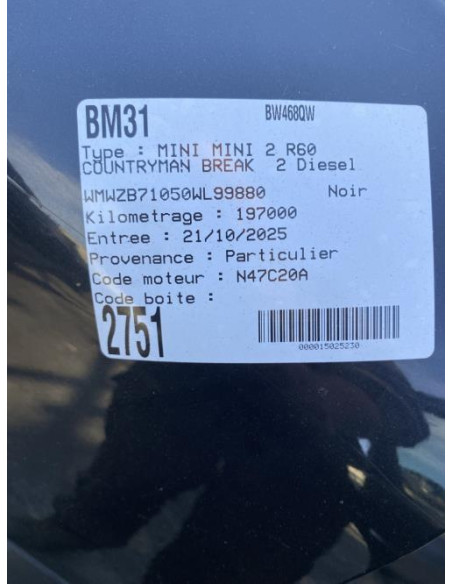 BM31 BW468QW
Type : MINI MINI 2 R60
COUNTRYMAN BREAK 2 Diesel
WMWZB71050WL99880 Noir
Kilometrage : 197000
Entree : 21/10/2025
Provenance : Particulier
Code moteur : N47C20A
Code boite :
2751
000015025230